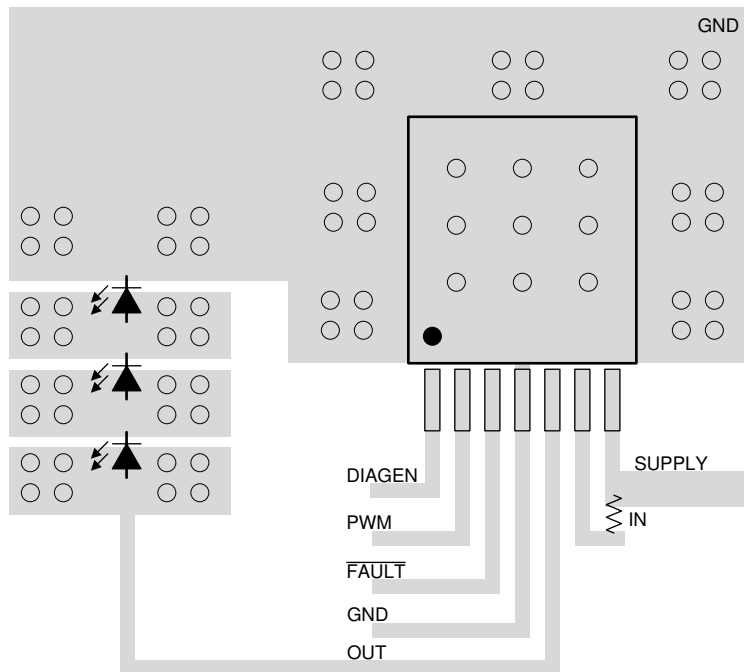 GND
DIAGEN
SUPPLY
PWM
IN
FAULT
GND
OUT